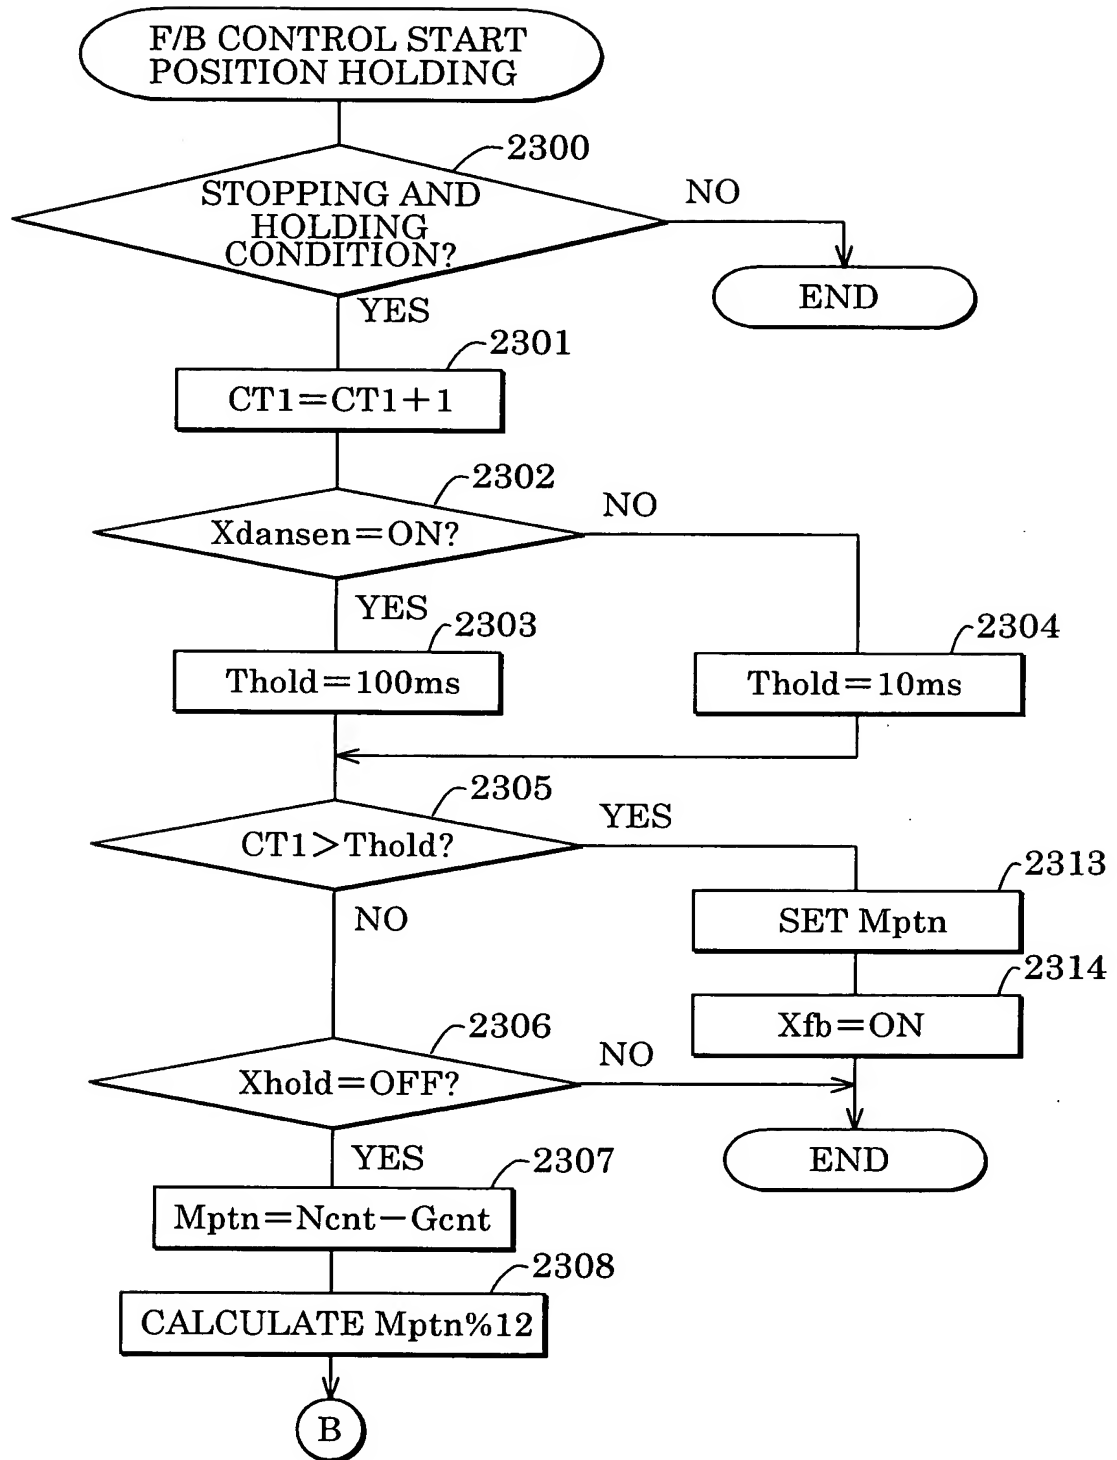 F/B CONTROL START
POSITION HOLDING
2300
STOPPING AND
HOLDING
CONDITION?
NO
END
YES
2301
CT1=CT1+1
2302
Xdansen=ON?
NO
YES
2303
Thold=100ms
2304
Thold=10ms
2305
CT1>Thold?
YES
NO
2313
SET Mptn
2314
Xfb=ON
2306
Xhold=OFF?
NO
END
YES
2307
Mptn=Ncnt−Gcnt
2308
CALCULATE Mptn%12
B